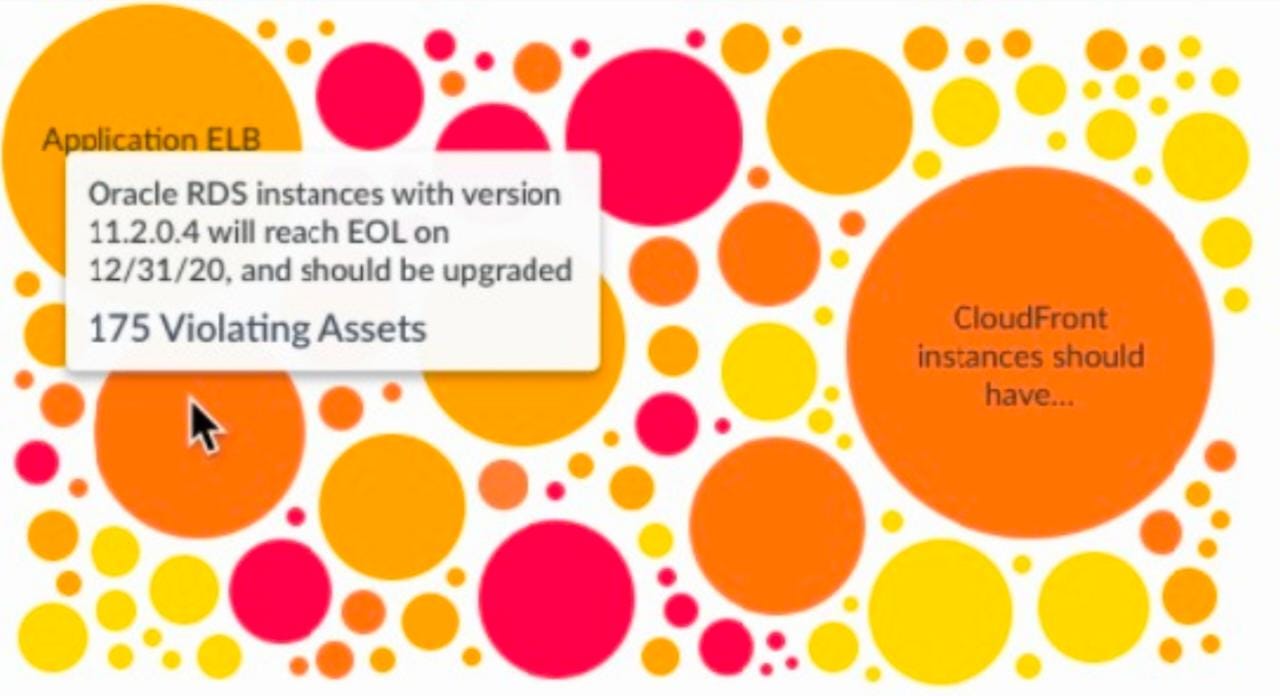 Application ELB
Oracle RDS instances with version
11.2.0.4 will reach EOL on
12/31/20, and should be upgraded
175 Violating Assets
CloudFront
instances should
have...